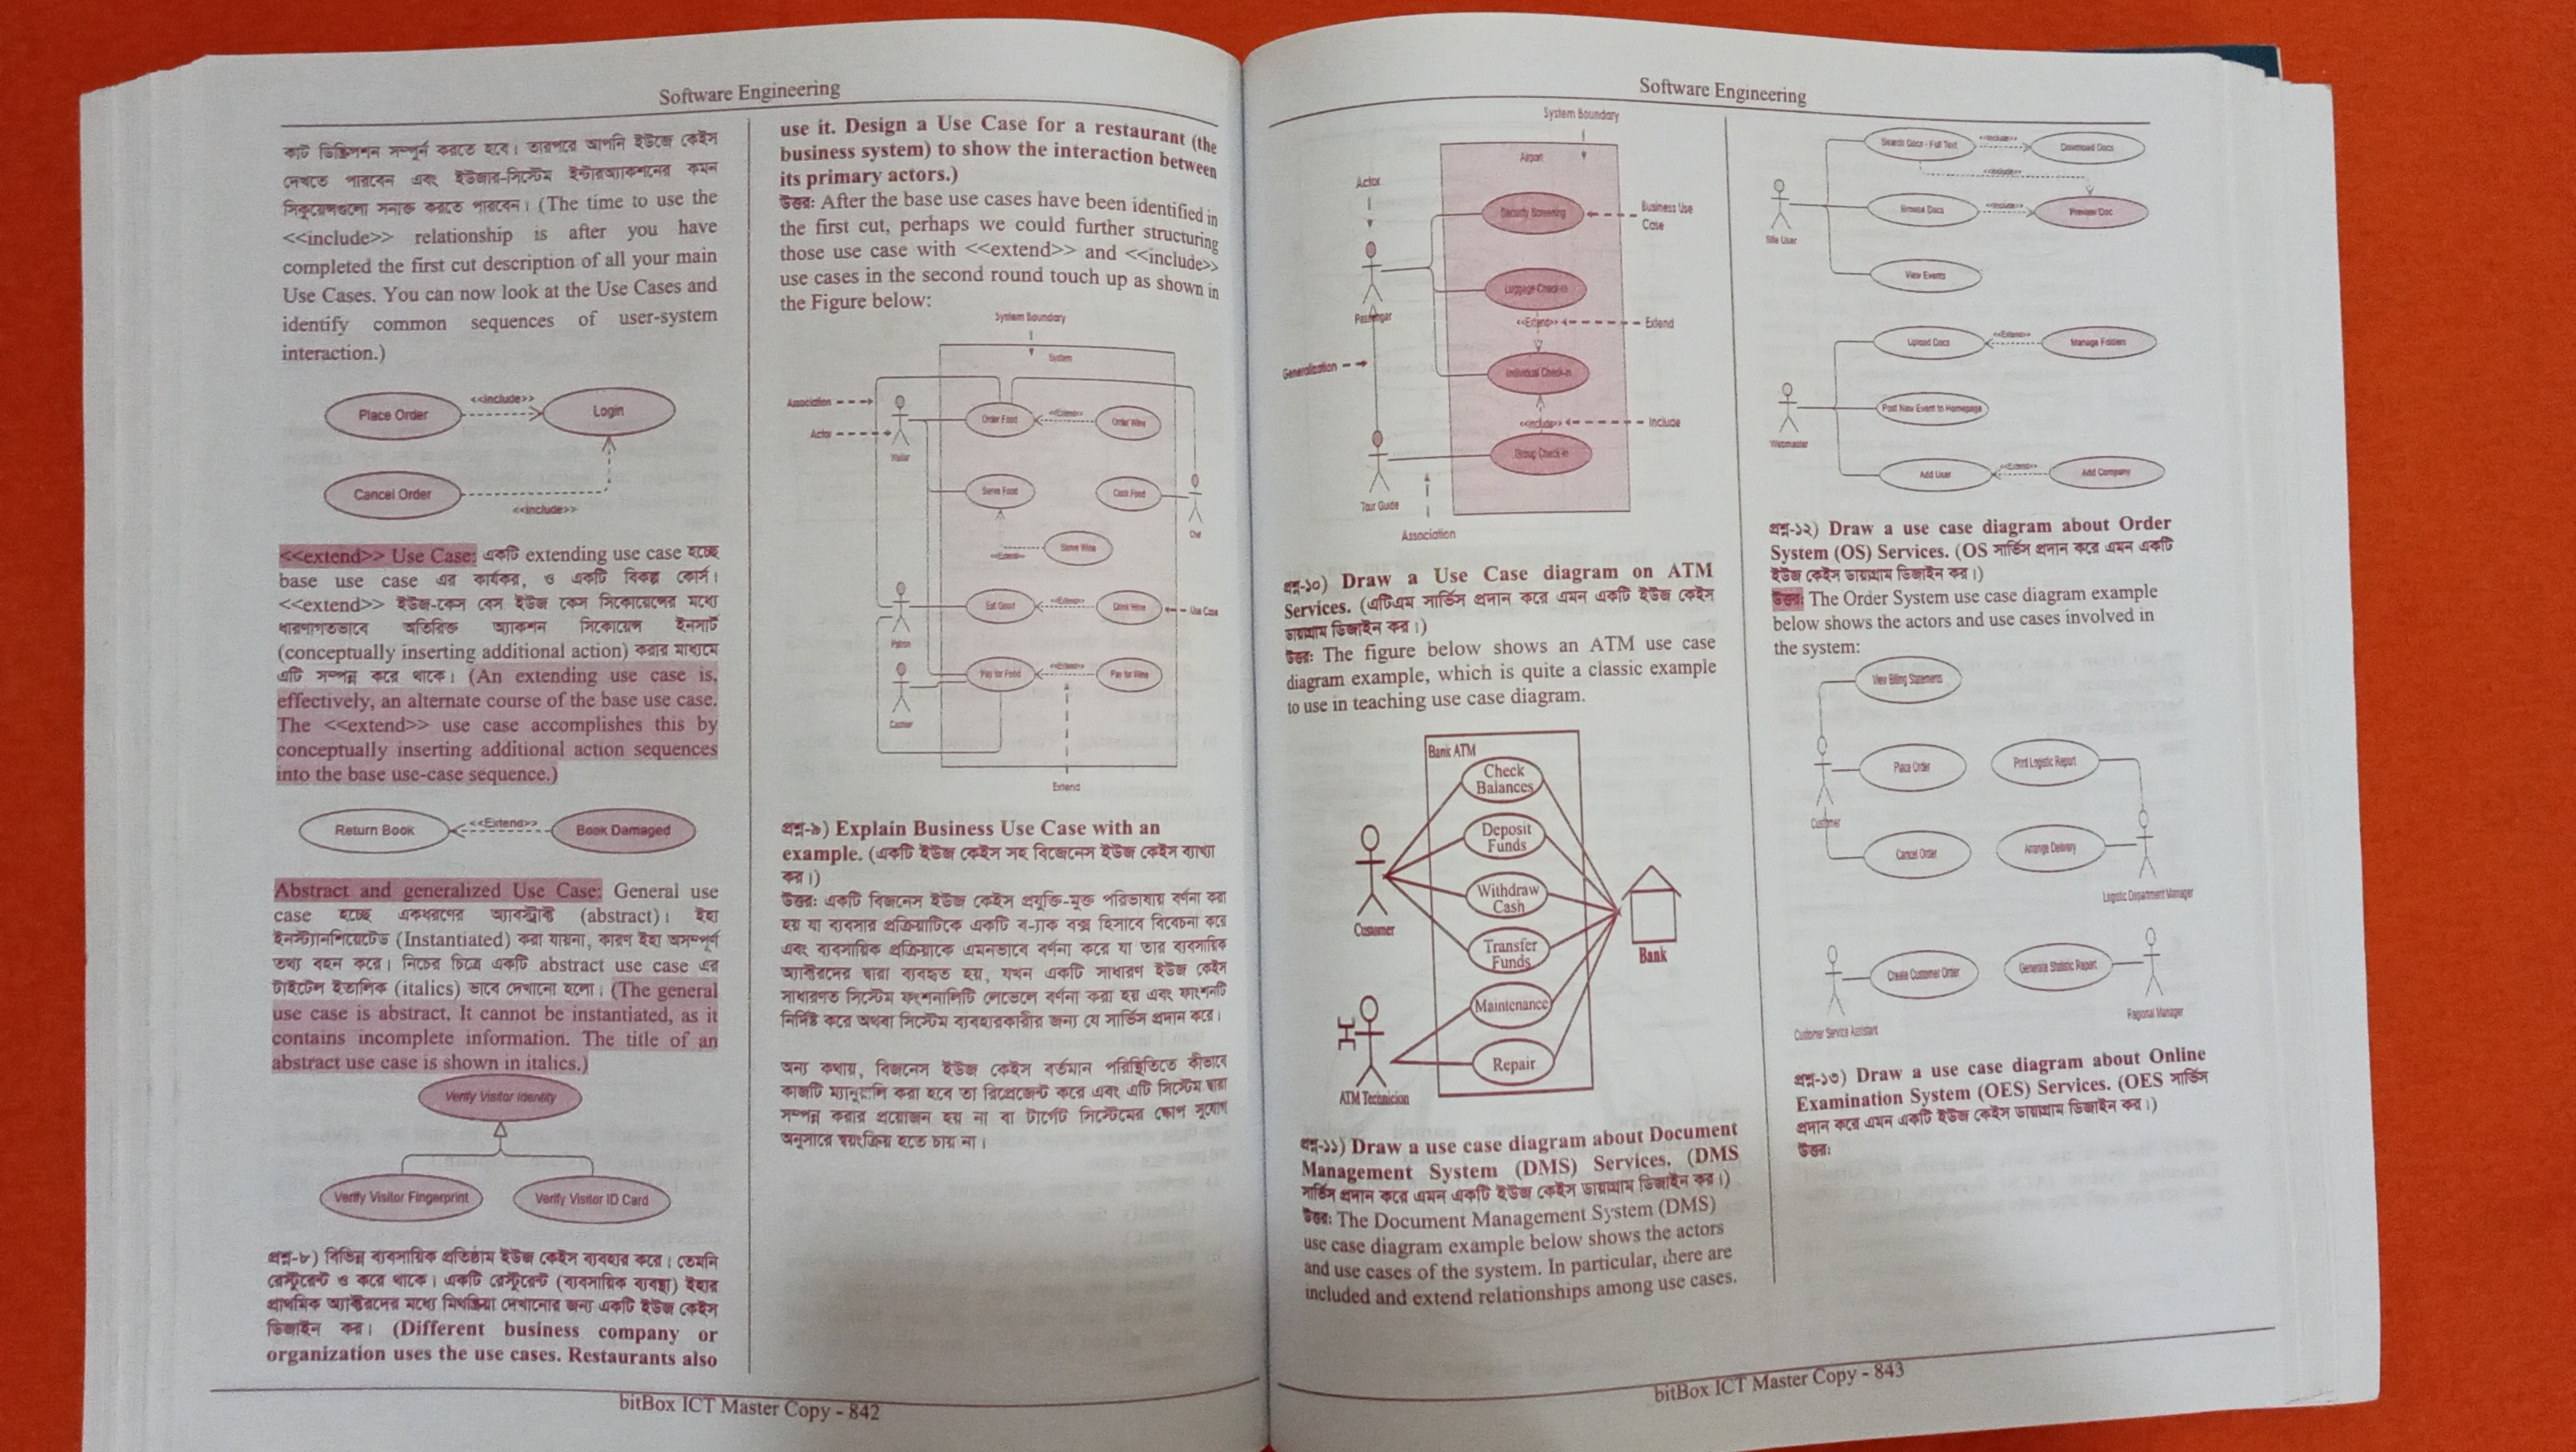 Software Engineering
কাট ডিস্ক্রিপশন সম্পূর্ন করতে হবে। তারপরে আপনি ইউজে কেইস
দেখতে পারবেন এবং ইউজার-সিস্টেম ইন্টারঅ্যাকশনের কমন
সিকুয়েন্সগুলো সনাক্ত করতে পারবেন। (The time to use the
<<include>> relationship is after you have
completed the first cut description of all your main
Use Cases. You can now look at the Use Cases and
identify common sequences of user-system
interaction.)
Place Order
<<include>>
Login
Cancel Order
<<include>>
<<extend>> Use Case: একটি extending use case হচ্ছে
base use case এর কার্যকর, ও একটি বিকল্প কোর্স।
<<extend>> ইউজ-কেস বেস ইউজ কেস সিকোয়েন্সের মধ্যে
ধারণাগতভাবে অতিরিক্ত অ্যাকশন সিকোয়েন্স ইনসার্ট
(conceptually inserting additional action) করার মাধ্যমে
এটি সম্পন্ন করে থাকে। (An extending use case is,
effectively, an alternate course of the base use case.
The <<extend>> use case accomplishes this by
conceptually inserting additional action sequences
into the base use-case sequence.)
Return Book
<<Extend>>
Book Damaged
Abstract and generalized Use Case: General use
case হচ্ছে একধরণের অ্যাবস্ট্রাক্ট (abstract)। ইহা
ইনস্ট্যানশিয়েটেড (Instantiated) করা যায়না, কারণ ইহা অসম্পূর্ণ
তথ্য বহন করে। নিচের চিত্রে একটি abstract use case এর
টাইটেল ইতালিক (italics) ভাবে দেখানো হলো। (The general
use case is abstract. It cannot be instantiated, as it
contains incomplete information. The title of an
abstract use case is shown in italics.)
Verify Visitor Identity
Verify Visitor Fingerprint
Verify Visitor ID Card
প্রশ্ন-৮) বিভিন্ন ব্যবসায়িক প্রতিষ্ঠাম ইউজ কেইস ব্যবহার করে। তেমনি
রেস্টুরেন্ট ও করে থাকে। একটি রেস্টুরেন্ট (ব্যবসায়িক ব্যবস্থা) ইহার
প্রাথমিক অ্যাক্টরদের মধ্যে মিথস্ক্রিয়া দেখানোর জন্য একটি ইউজ কেইস
ডিজাইন কর। (Different business company or
organization uses the use cases. Restaurants also
use it. Design a Use Case for a restaurant (the
business system) to show the interaction between
its primary actors.)
উত্তর: After the base use cases have been identified in
the first cut, perhaps we could further structuring
those use case with <<extend>> and <<include>>
use cases in the second round touch up as shown in
the Figure below:
System Boundary
System
Association
Actor
Waiter
Order Food
<<Extend>>
Order Wine
Serve Food
Cook Food
Chef
Serve Wine
<<Extend>>
Patron
Eat Food
<<Extend>>
Drink Wine
Use Case
Cashier
Pay for Food
<<Extend>>
Pay for Wine
Extend
প্রশ্ন-৯) Explain Business Use Case with an
example. (একটি ইউজ কেইস সহ বিজেনেস ইউজ কেইস ব্যাখ্যা
কর।)
উত্তর: একটি বিজনেস ইউজ কেইস প্রযুক্তি-মুক্ত পরিভাষায় বর্ণনা করা
হয় যা ব্যবসার প্রক্রিয়াটিকে একটি ব-্যাক বক্স হিসাবে বিবেচনা করে
এবং ব্যবসায়িক প্রক্রিয়াকে এমনভাবে বর্ণনা করে যা তার ব্যবসায়িক
অ্যাক্টরদের দ্বারা ব্যবহৃত হয়, যখন একটি সাধারণ ইউজ কেইস
সাধারণত সিস্টেম ফাংশনালিটি লেভেলে বর্ণনা করা হয় এবং ফাংশনটি
নির্দিষ্ট করে অথবা সিস্টেম ব্যবহারকারীর জন্য যে সার্ভিস প্রদান করে।
অন্য কথায়, বিজনেস ইউজ কেইস বর্তমান পরিস্থিতিতে কীভাবে
কাজটি ম্যানুয়ালি করা হবে তা রিপ্রেজেন্ট করে এবং এটি সিস্টেম দ্বারা
সম্পন্ন করার প্রয়োজন হয় না বা টার্গেট সিস্টেমের স্কোপ সুযোগ
অনুসারে স্বয়ংক্রিয় হতে চায় না।
bitBox ICT Master Copy - 842
Software Engineering
System Boundary
Airport
Actor
Security Screening
Business Use
Case
Passenger
Luggage Check-in
<<Extend>>
Extend
Generalization
Individual Check-in
<<include>>
Include
Group Check-in
Tour Guide
Association
প্রশ্ন-১০) Draw a Use Case diagram on ATM
Services. (এটিএম সার্ভিস প্রদান করে এমন একটি ইউজ কেইস
ডায়াগ্রাম ডিজাইন কর।)
উত্তর: The figure below shows an ATM use case
diagram example, which is quite a classic example
to use in teaching use case diagram.
Bank ATM
Check
Balances
Deposit
Funds
Customer
Withdraw
Cash
Transfer
Funds
Bank
Maintenance
Repair
ATM Technicion
প্রশ্ন-১১) Draw a use case diagram about Document
Management System (DMS) Services. (DMS
সার্ভিস প্রদান করে এমন একটি ইউজ কেইস ডায়াগ্রাম ডিজাইন কর।)
উত্তর: The Document Management System (DMS)
use case diagram example below shows the actors
and use cases of the system. In particular, there are
included and extend relationships among use cases.
Search Docs - Full Text
<<include>>
Download Docs
<<include>>
Site User
Browse Docs
<<include>>
Preview Doc
View Events
Upload Docs
<<Extend>>
Manage Folders
Webmaster
Post New Event to Homepage
Add User
<<Extend>>
Add Company
প্রশ্ন-১২) Draw a use case diagram about Order
System (OS) Services. (OS সার্ভিস প্রদান করে এমন একটি
ইউজ কেইস ডায়াগ্রাম ডিজাইন কর।)
উত্তর: The Order System use case diagram example
below shows the actors and use cases involved in
the system:
View Billing Statements
Place Order
Print Logistic Report
Customer
Cancel Order
Arrange Delivery
Logistic Department Manager
Create Customer Order
Generate Statistic Report
Customer Service Assistant
Regional Manager
প্রশ্ন-১৩) Draw a use case diagram about Online
Examination System (OES) Services. (OES সার্ভিস
প্রদান করে এমন একটি ইউজ কেইস ডায়াগ্রাম ডিজাইন কর।)
উত্তর:
bitBox ICT Master Copy - 843